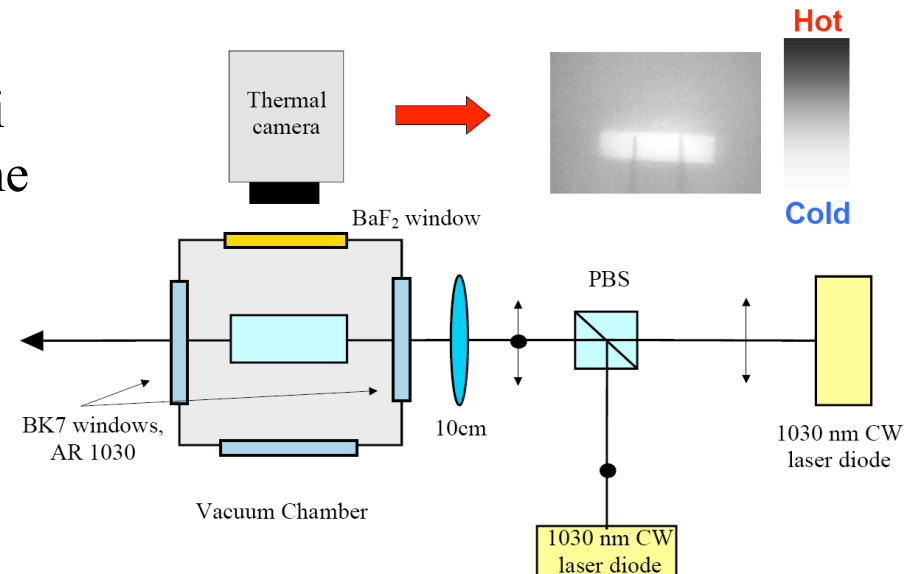 Hot
Thermal
camera
Cold
BaF₂ window
PBS
BK7 windows,
AR 1030
10cm
1030 nm CW
laser diode
Vacuum Chamber
1030 nm CW
laser diode